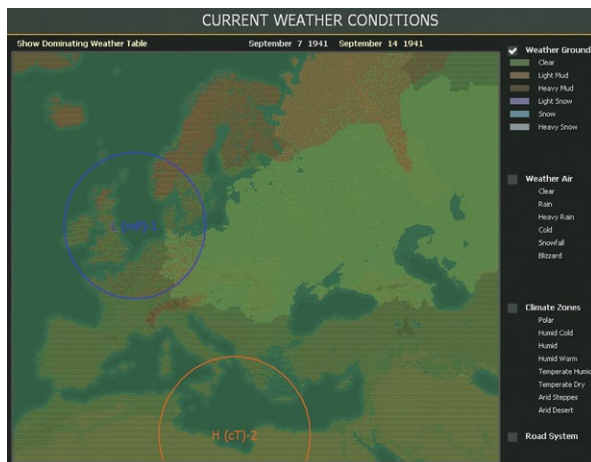 CURRENT WEATHER CONDITIONS
Show Dominating Weather Table
September 7 1941
September 14 1941
Weather Ground
Clear
Light Mud
Heavy Mud
Light Snow
Snow
Heavy Snow
Weather Air
Clear
Rain
Heavy Rain
Cold
Snowfall
Blizzard
Climate Zones
Polar
Humid Cold
Humid
Humid Warm
Temperate Humid
Temperate Dry
Arid Steppes
Arid Desert
Road System
H (cT)-2